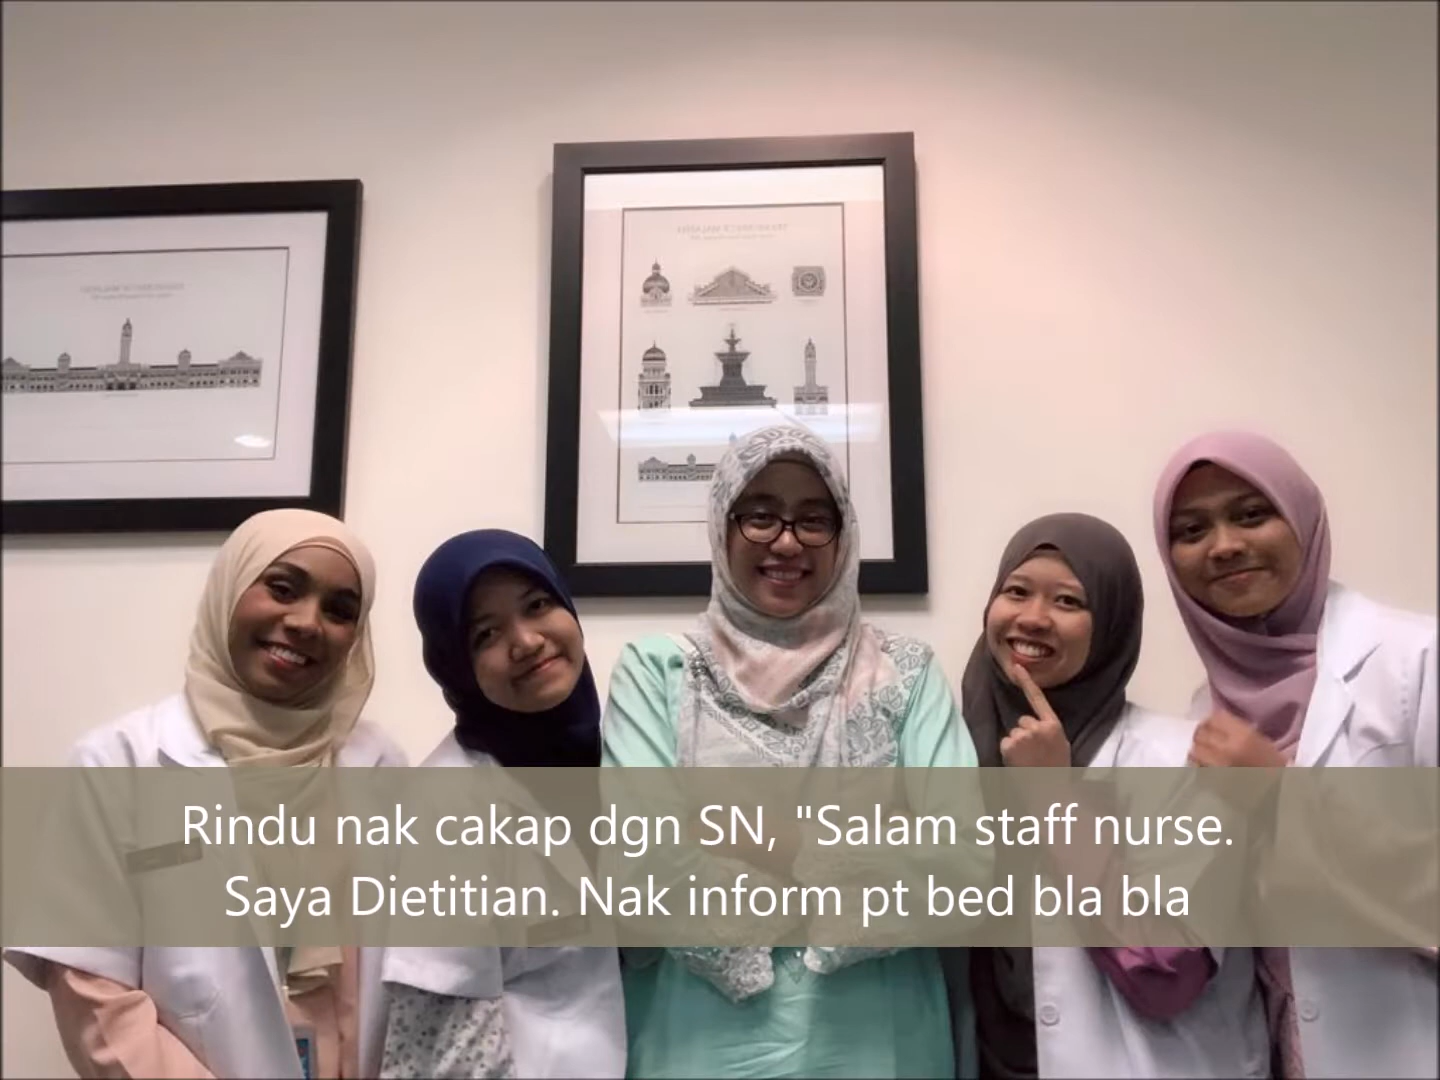 Rindu nak cakap dgn SN, "Salam staff nurse.
Saya Dietitian. Nak inform pt bed bla bla